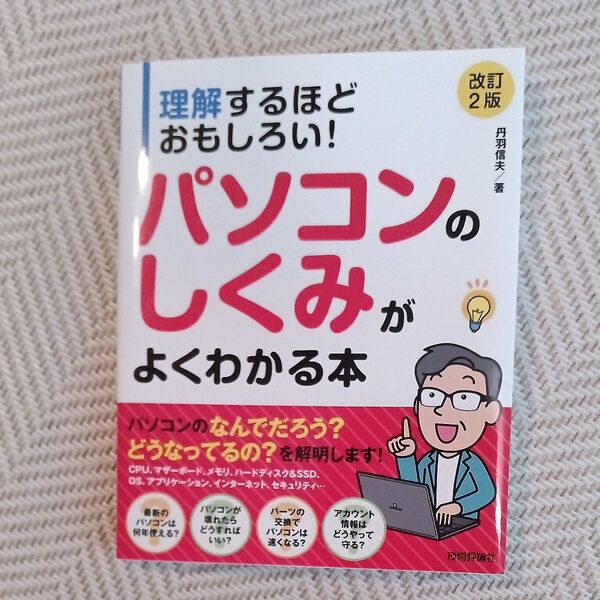 理解するほど
おもしろい!
改訂
2版
丹羽信夫/著
パソコンの
しくみが
よくわかる本
パソコンのなんでだろう?
どうなってるの?を解明します!
CPU、マザーボード、メモリ、ハードディスク&SSD、
OS、アプリケーション、インターネット、セキュリティ…
最新の
パソコンは
何年使える?
パソコンが
壊れたら
どうすれば
いい?
パーツの
交換で
パソコンは
速くなる?
アカウント
情報は
どうやって
守る?
技術評論社